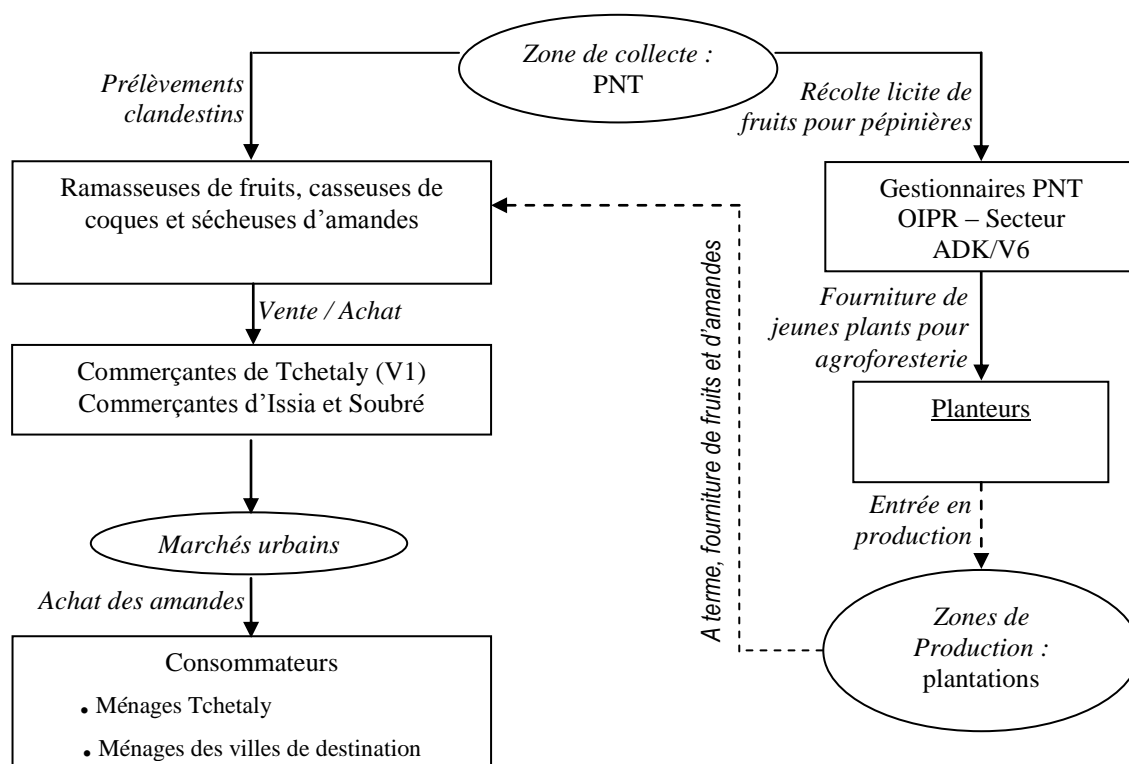 Zone de collecte :
PNT
Prélèvements
clandestins
Récolte licite de
fruits pour pépinières
Ramasseuses de fruits, casseuses de
coques et sécheuses d'amandes
Gestionnaires PNT
OIPR – Secteur
ADK/V6
Vente / Achat
Fourniture de
jeunes plants pour
agroforesterie
Commerçantes de Tchetaly (V1)
Commerçantes d'Issia et Soubré
Planteurs
A terme, fourniture de fruits et d'amandes
Entrée en
production
Marchés urbains
Achat des amandes
Zones de
Production :
plantations
Consommateurs
• Ménages Tchetaly
• Ménages des villes de destination